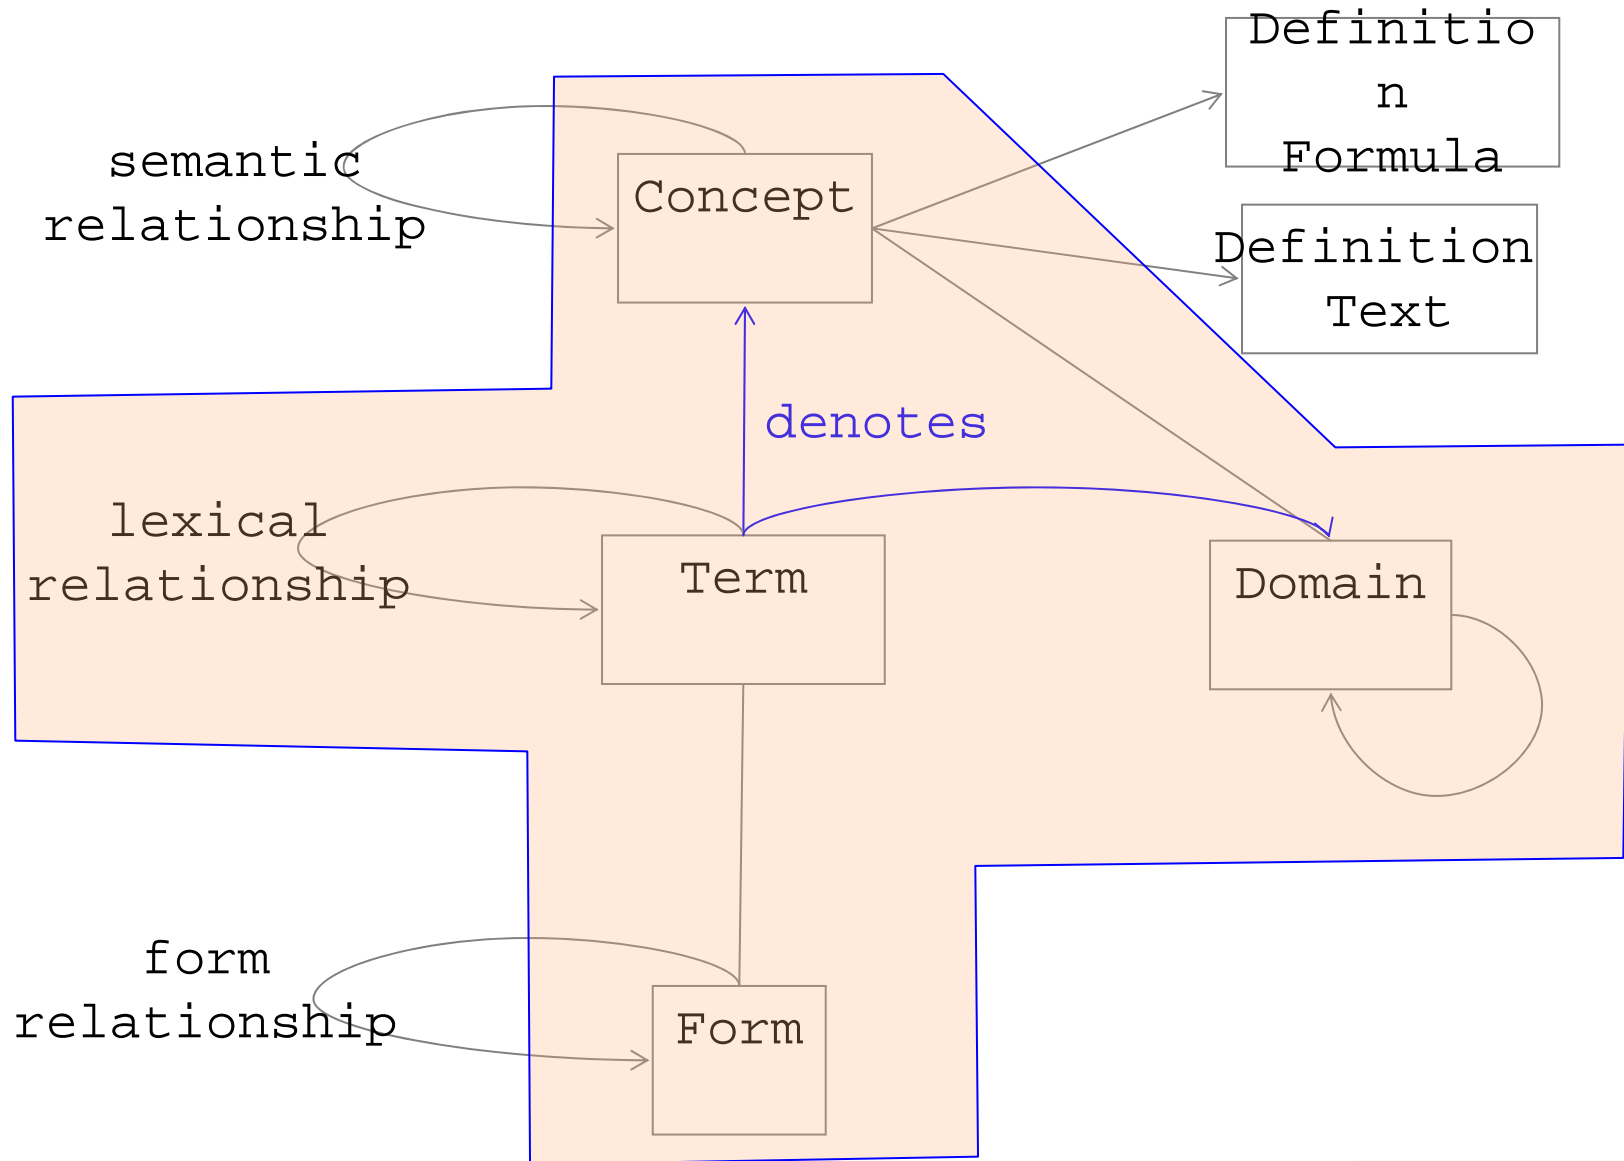 Definitio
n
Formula
semantic
relationship
Concept
Definition
Text
denotes
lexical
relationship
Term
Domain
form
relationship
Form